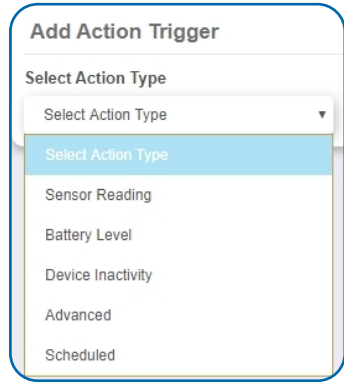 Add Action Trigger
Select Action Type
Select Action Type
Select Action Type
Sensor Reading
Battery Level
Device Inactivity
Advanced
Scheduled